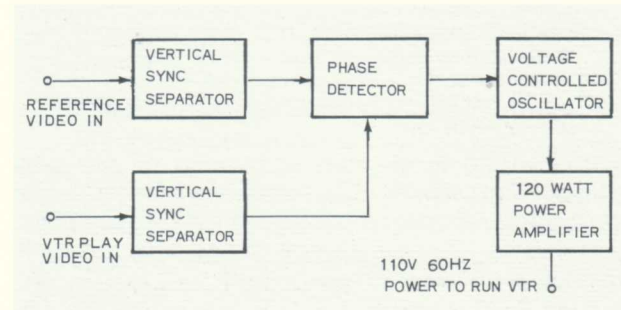 VERTICAL
SYNC
SEPARATOR
PHASE
DETECTOR
VOLTAGE
CONTROLLED
OSCILLATOR
REFERENCE
VIDEO IN
VERTICAL
SYNC
SEPARATOR
120 WATT
POWER
AMPLIFIER
VTR PLAY
VIDEO IN
110V 60HZ
POWER TO RUN VTR